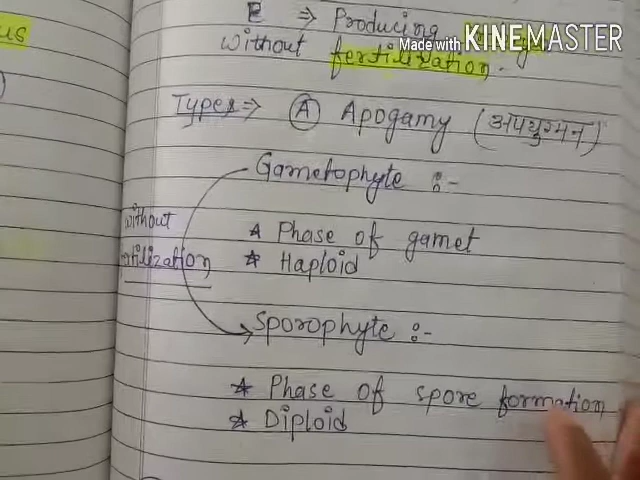 us
E ⇒ Producing
Made with KINEMASTER
without fertilization.
Types⇒ (A) Apogamy (अपयुग्मन)
Gametophyte :-
without
* Phase of gamet
* Haploid
Sporophyte :-
* Phase of spore formation
* Diploid